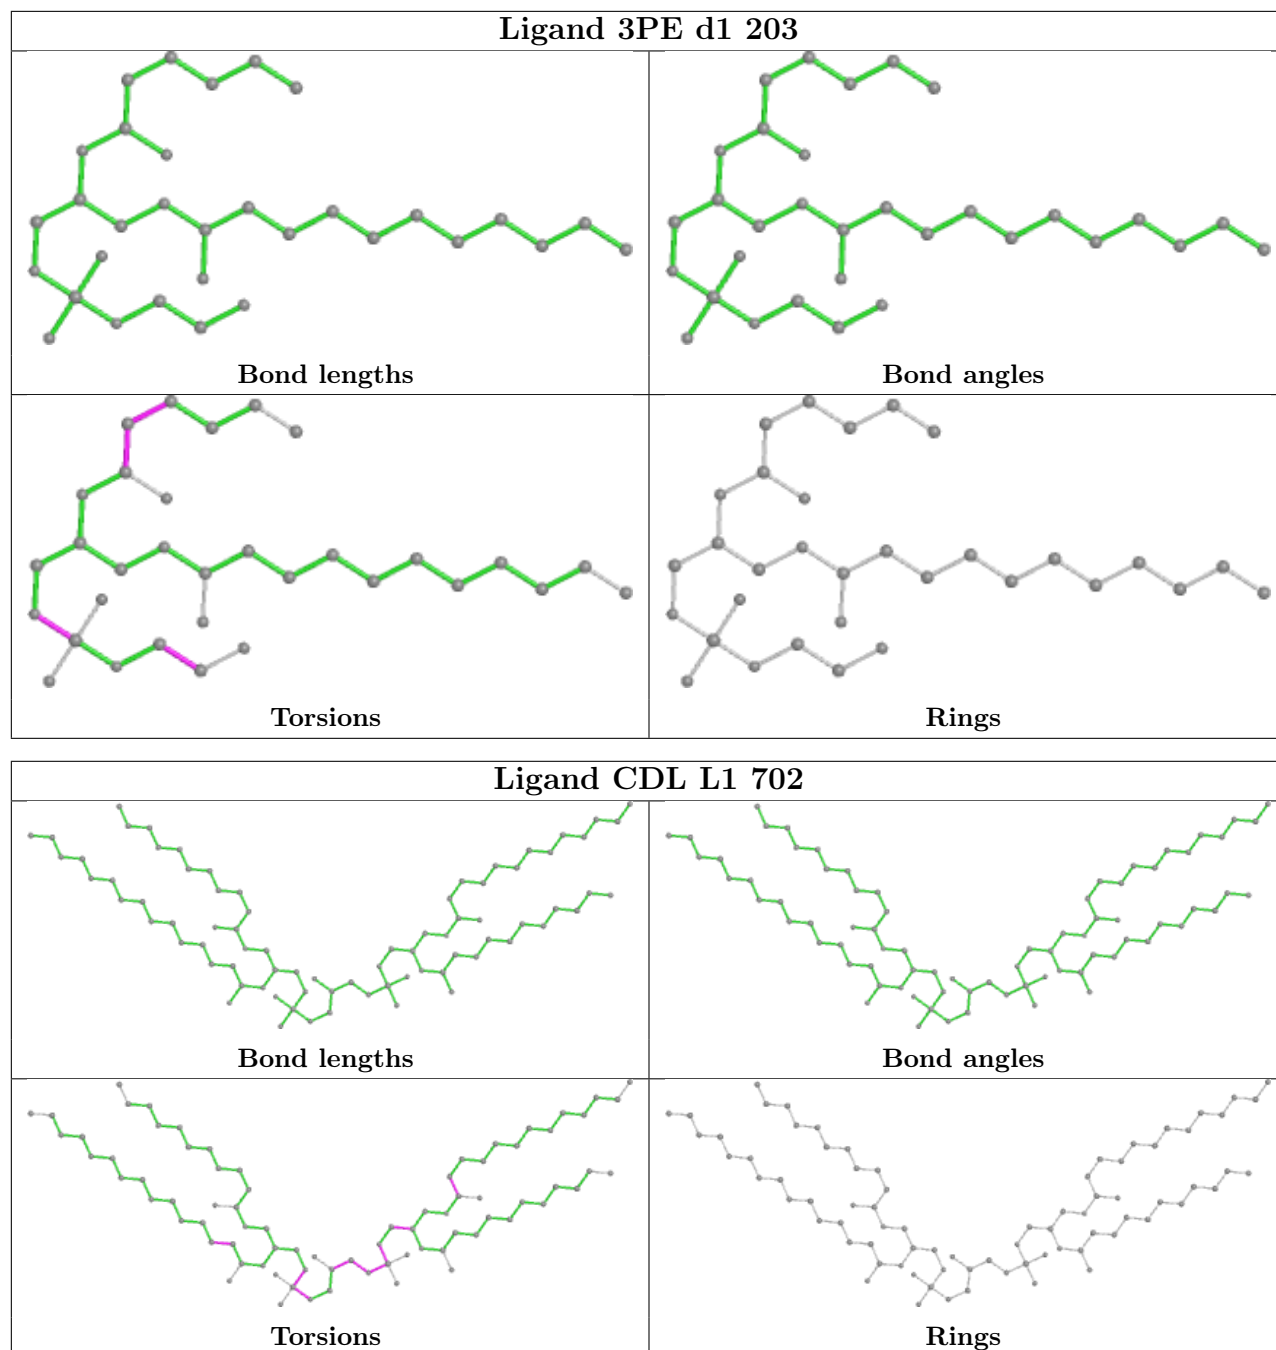 Ligand 3PE d1 203
Bond lengths
Bond angles
Torsions
Rings
Ligand CDL L1 702
Bond lengths
Bond angles
Torsions
Rings